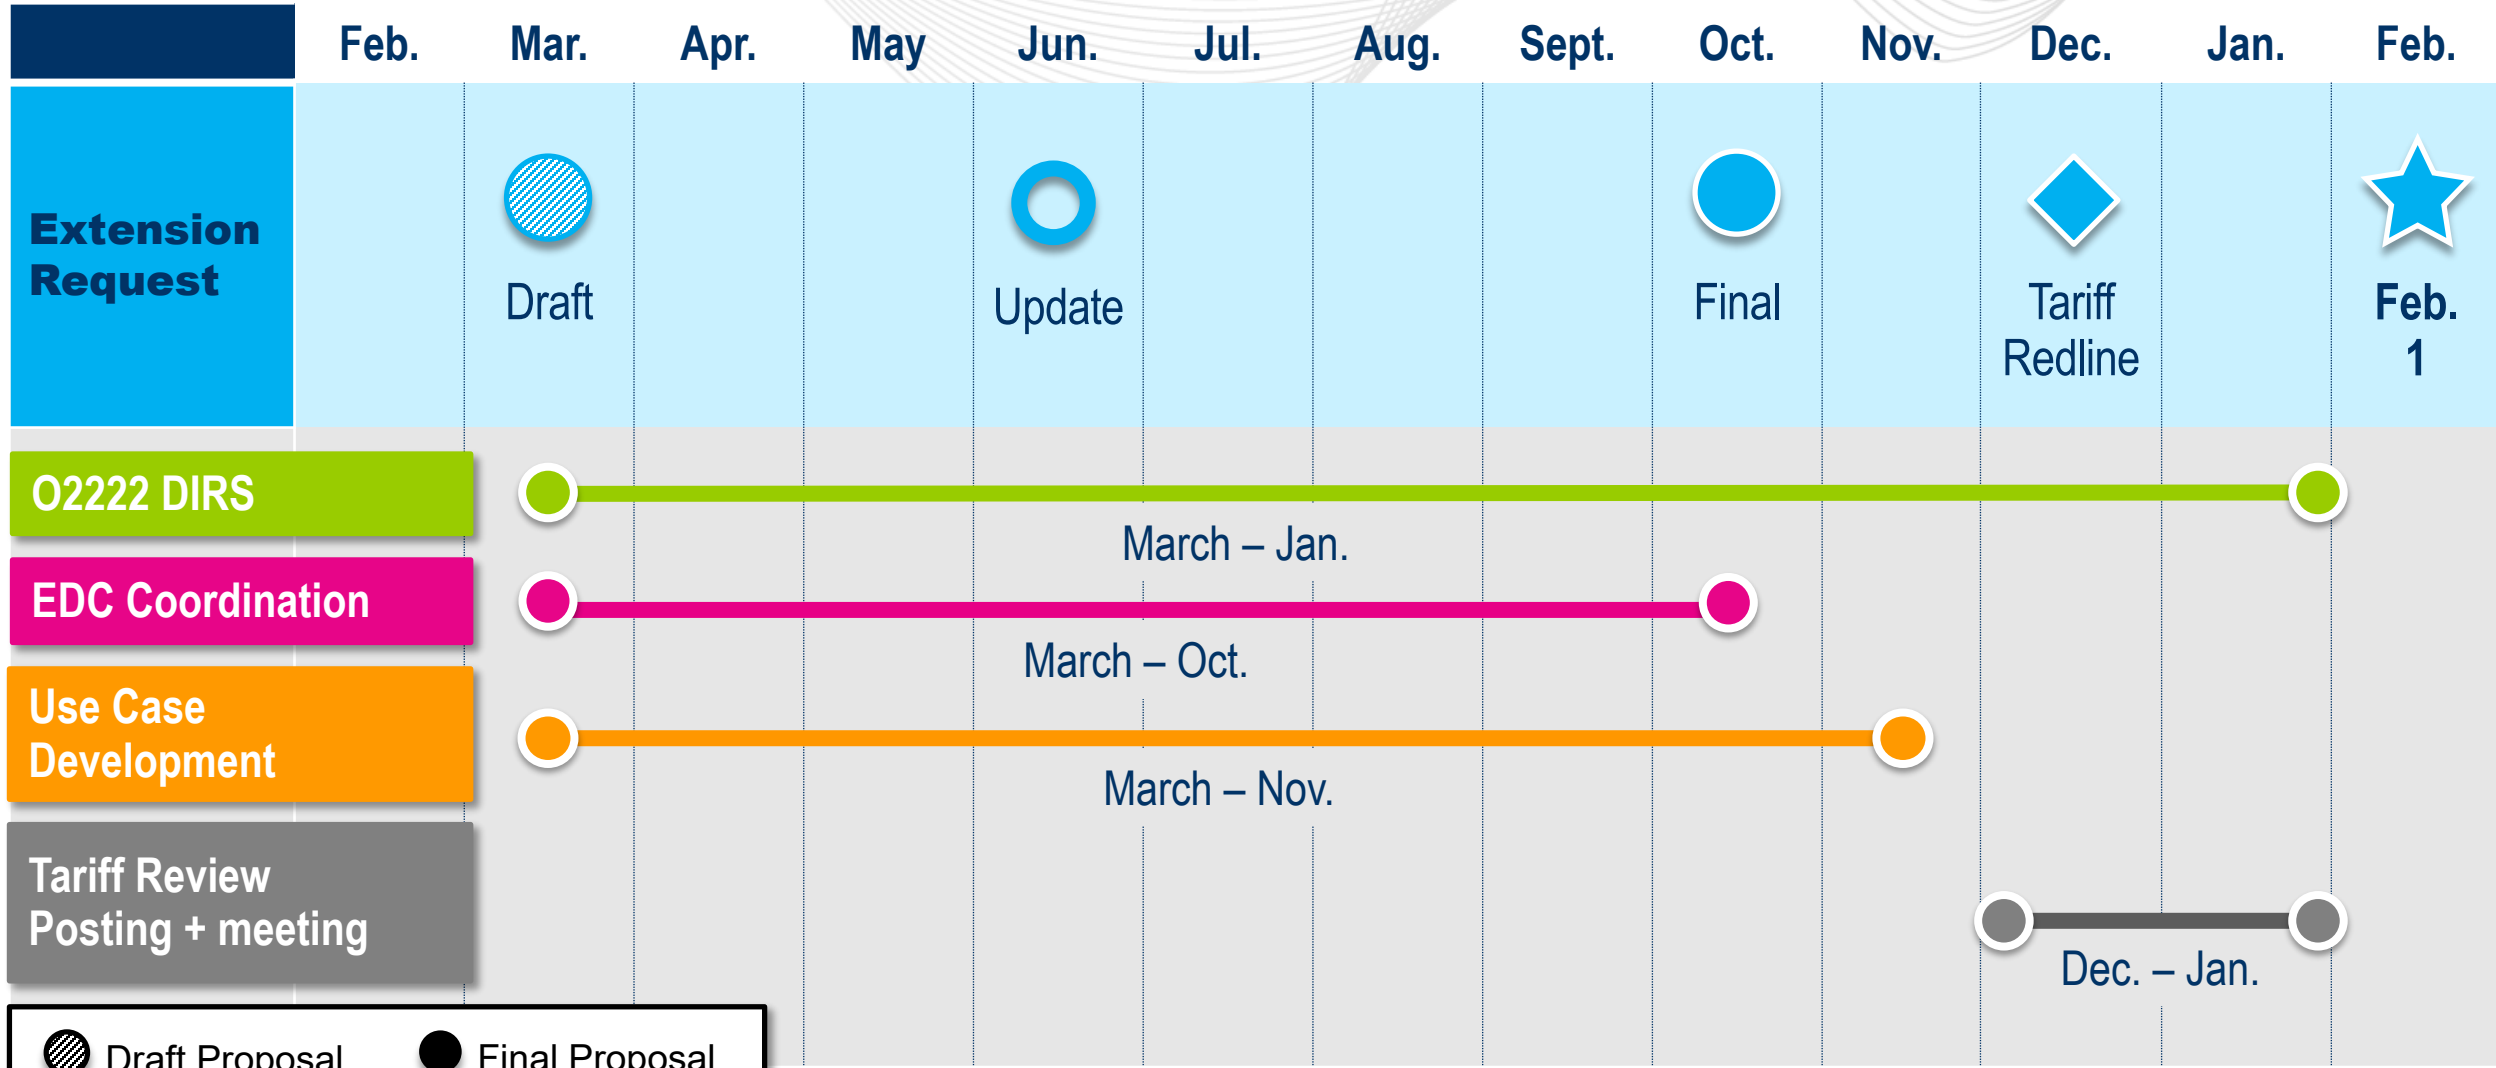 Feb. Mar. Apr. May Jun. Jul. Aug. Sept. Oct. Nov. Dec. Jan. Feb.
Extension
Request
Draft
Update
Final
Tariff
Redline
Feb.
1
O2222 DIRS
March – Jan.
EDC Coordination
March – Oct.
Use Case
Development
March – Nov.
Tariff Review
Posting + meeting
Dec. – Jan.
Draft Proposal
Final Proposal